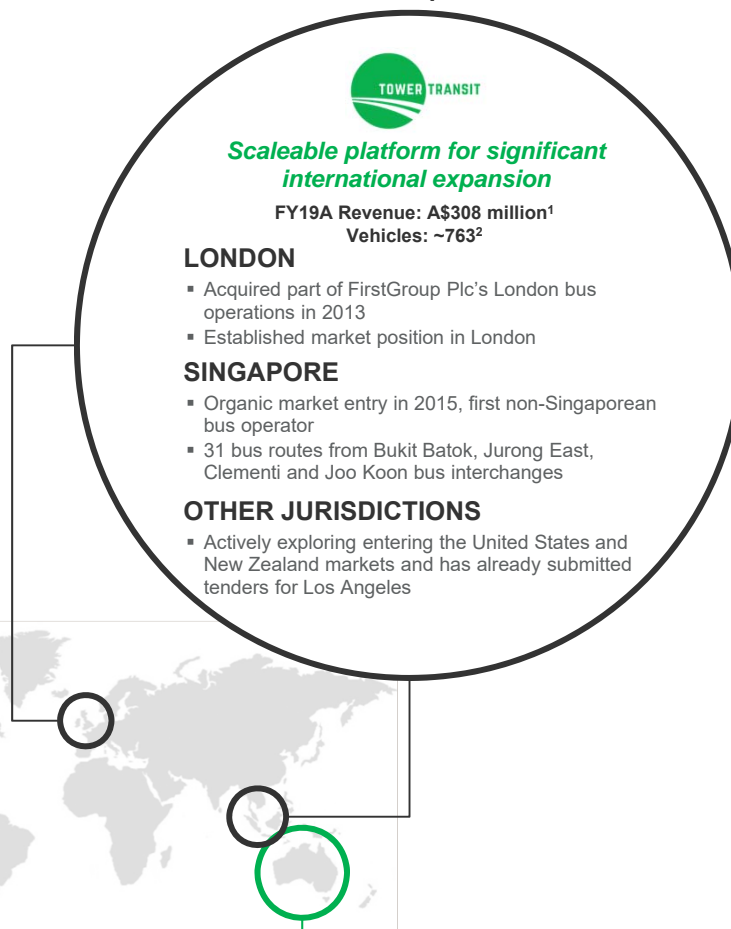 TOWER TRANSIT
Scaleable platform for significant
international expansion
FY19A Revenue: A$308 million¹
Vehicles: ~763²
LONDON
▪ Acquired part of FirstGroup Plc's London bus
operations in 2013
▪ Established market position in London
SINGAPORE
▪ Organic market entry in 2015, first non-Singaporean
bus operator
▪ 31 bus routes from Bukit Batok, Jurong East,
Clementi and Joo Koon bus interchanges
OTHER JURISDICTIONS
▪ Actively exploring entering the United States and
New Zealand markets and has already submitted
tenders for Los Angeles